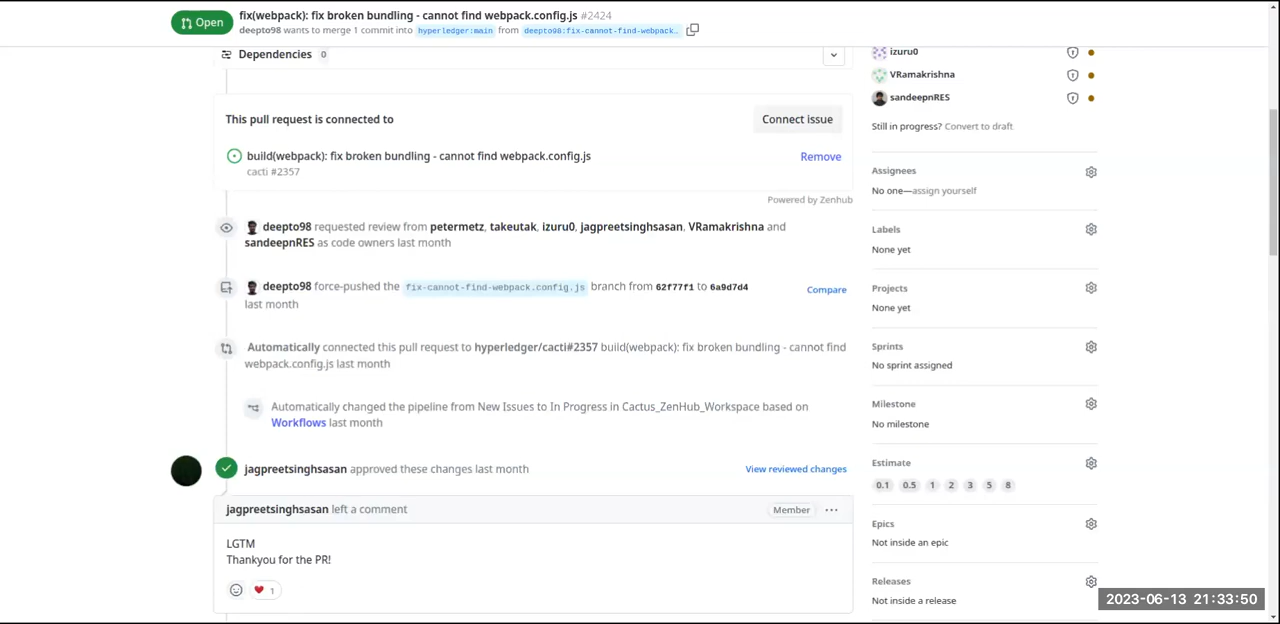 Open
fix(webpack): fix broken bundling - cannot find webpack.config.js #2424
deepto98 wants to merge 1 commit into hyperledger:main from deepto98:fix-cannot-find-webpack…
Dependencies 0
This pull request is connected to
Connect issue
build(webpack): fix broken bundling - cannot find webpack.config.js
Remove
cacti #2357
Powered by Zenhub
deepto98 requested review from petermetz, takeutak, izuru0, jagpreetsinghsasan, VRamakrishna and
sandeepnRES as code owners last month
deepto98 force-pushed the fix-cannot-find-webpack.config.js branch from 62f77f1 to 6a9d7d4
last month
Compare
Automatically connected this pull request to hyperledger/cacti#2357 build(webpack): fix broken bundling - cannot find
webpack.config.js last month
Automatically changed the pipeline from New Issues to In Progress in Cactus_ZenHub_Workspace based on
Workflows last month
jagpreetsinghsasan approved these changes last month
View reviewed changes
jagpreetsinghsasan left a comment
Member
LGTM
Thankyou for the PR!
1
izuru0
VRamakrishna
sandeepnRES
Still in progress? Convert to draft
Assignees
No one—assign yourself
Labels
None yet
Projects
None yet
Sprints
No sprint assigned
Milestone
No milestone
Estimate
0.1 0.5 1 2 3 5 8
Epics
Not inside an epic
Releases
Not inside a release
2023-06-13 21:33:50